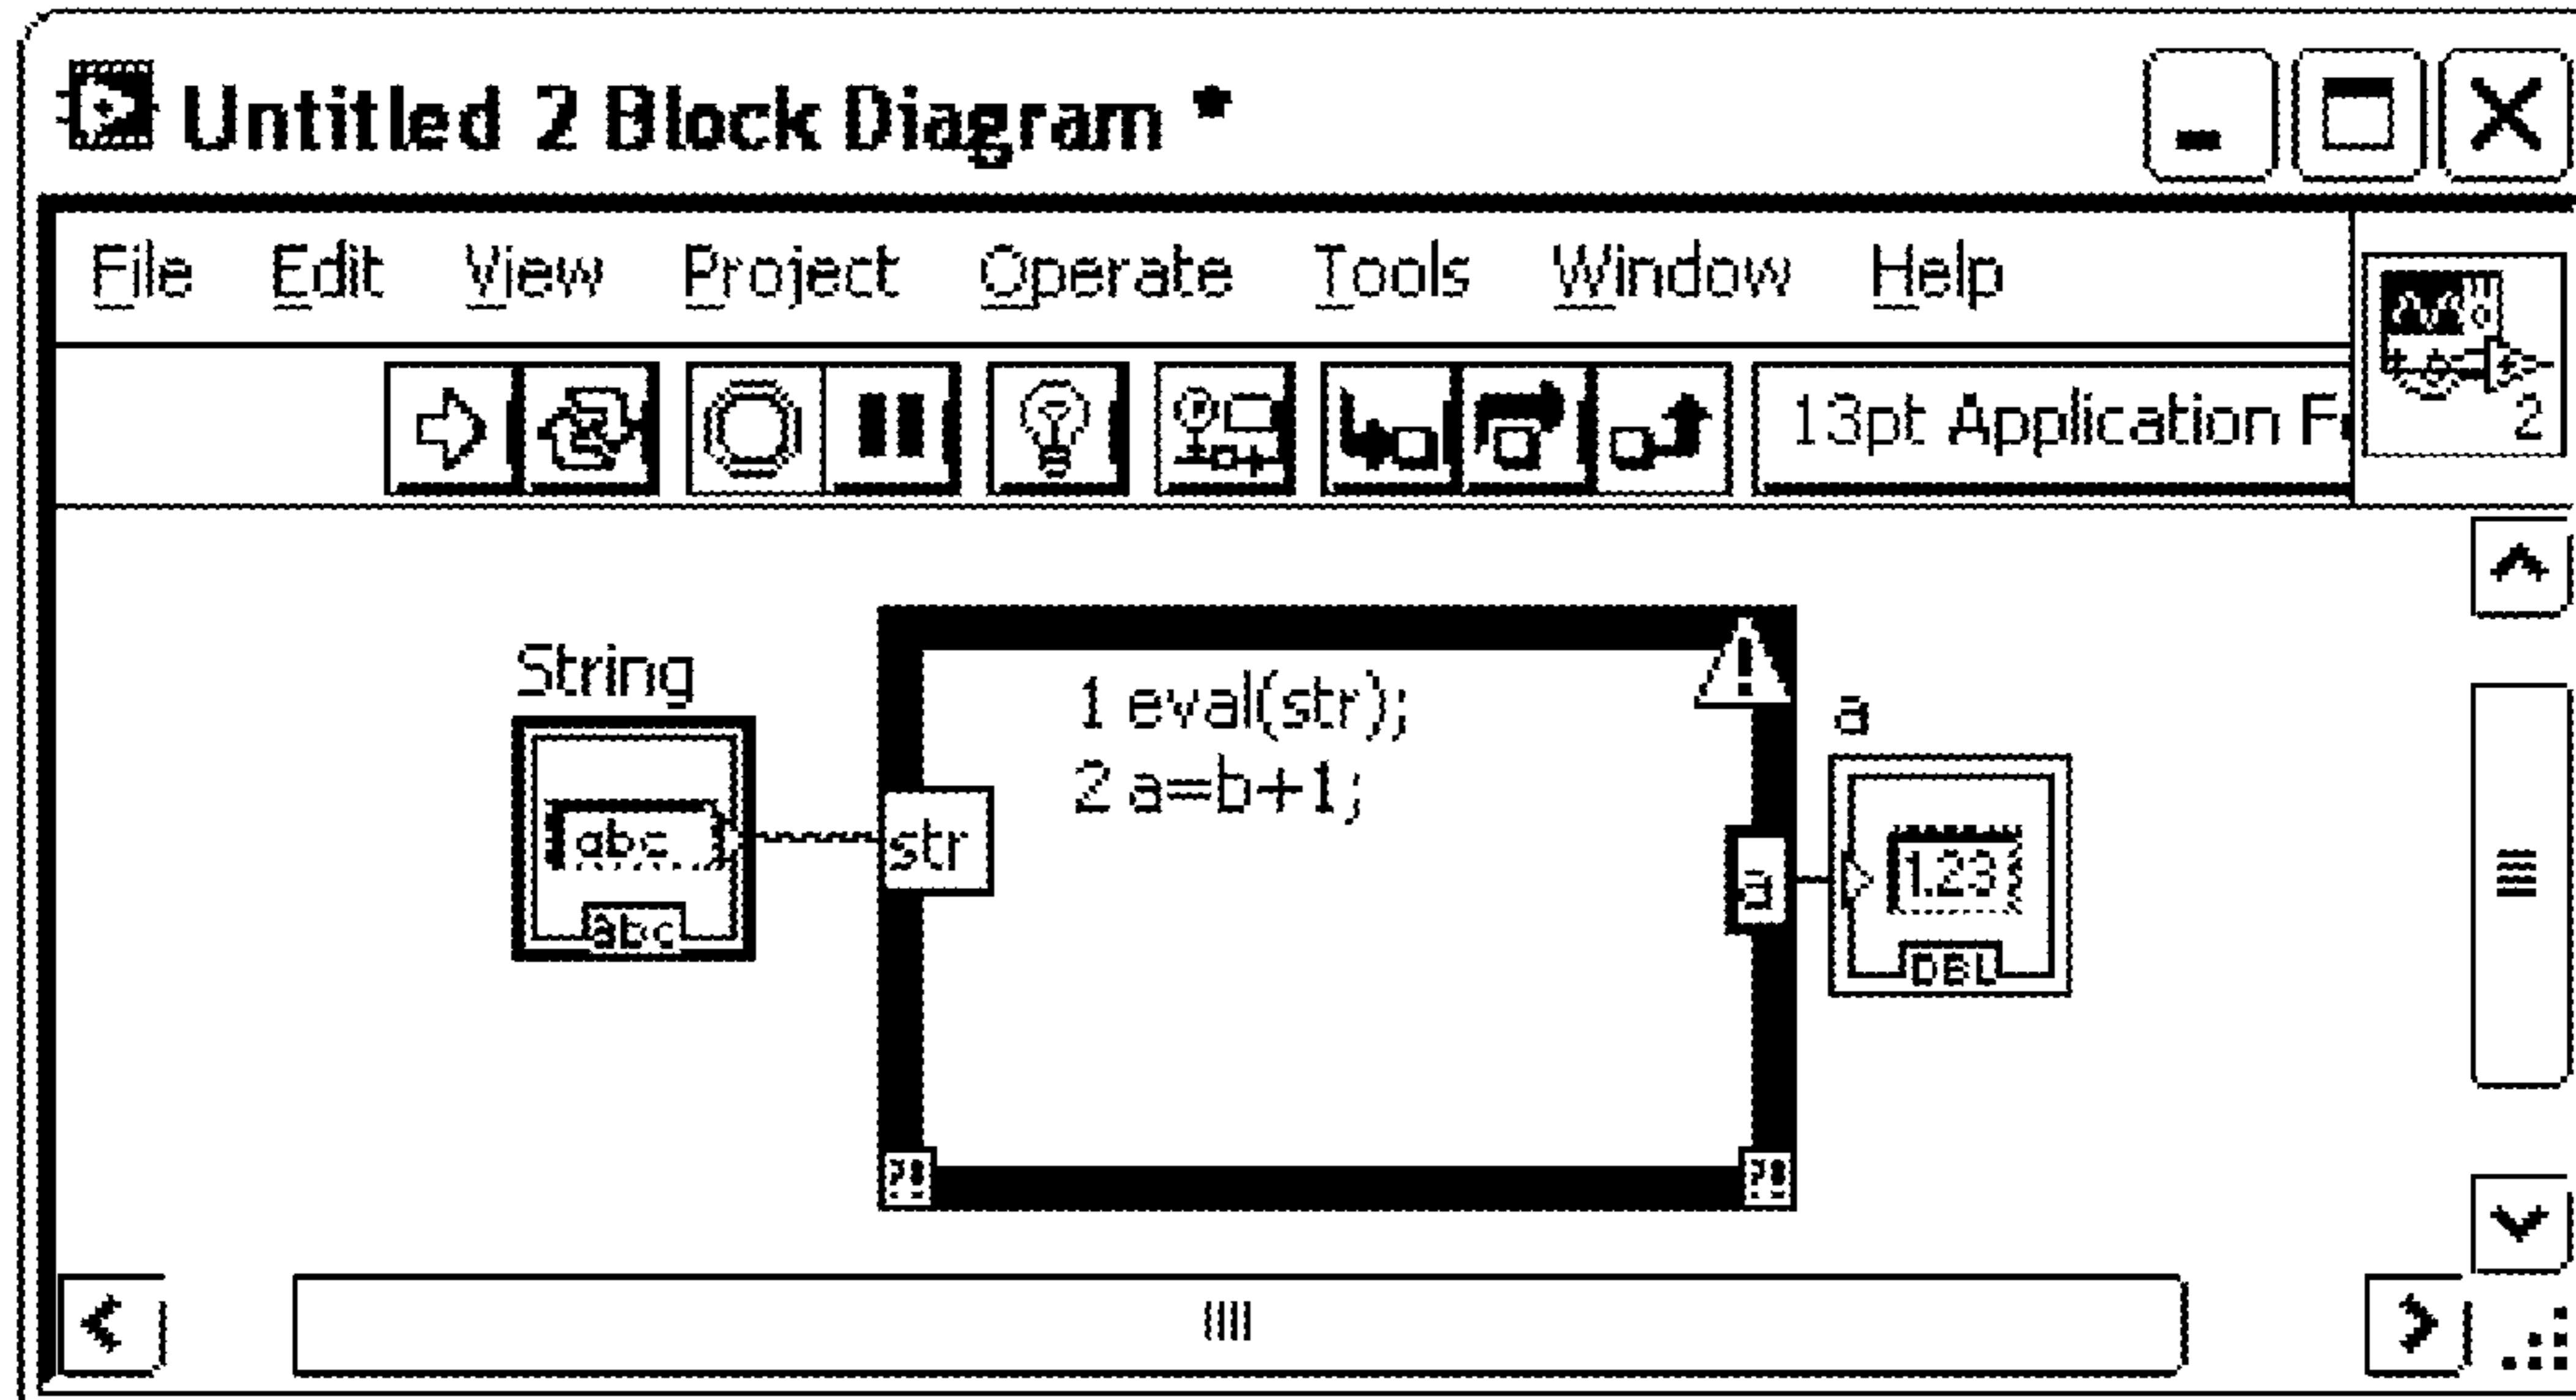 Untitled 2 Block Diagram *
File Edit View Project Operate Tools Window Help
13pt Application F
2
String
1 eval(str);
2 a=b+1;
a
abc
str
a
1.23
abc
DBL